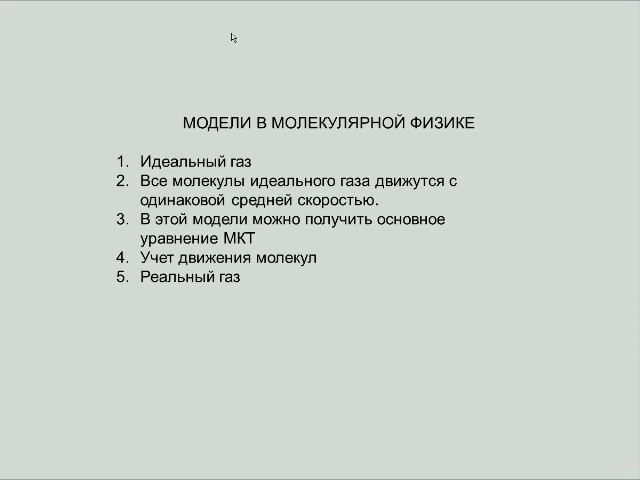 МОДЕЛИ В МОЛЕКУЛЯРНОЙ ФИЗИКЕ
1. Идеальный газ
2. Все молекулы идеального газа движутся с
одинаковой средней скоростью.
3. В этой модели можно получить основное
уравнение МКТ
4. Учет движения молекул
5. Реальный газ